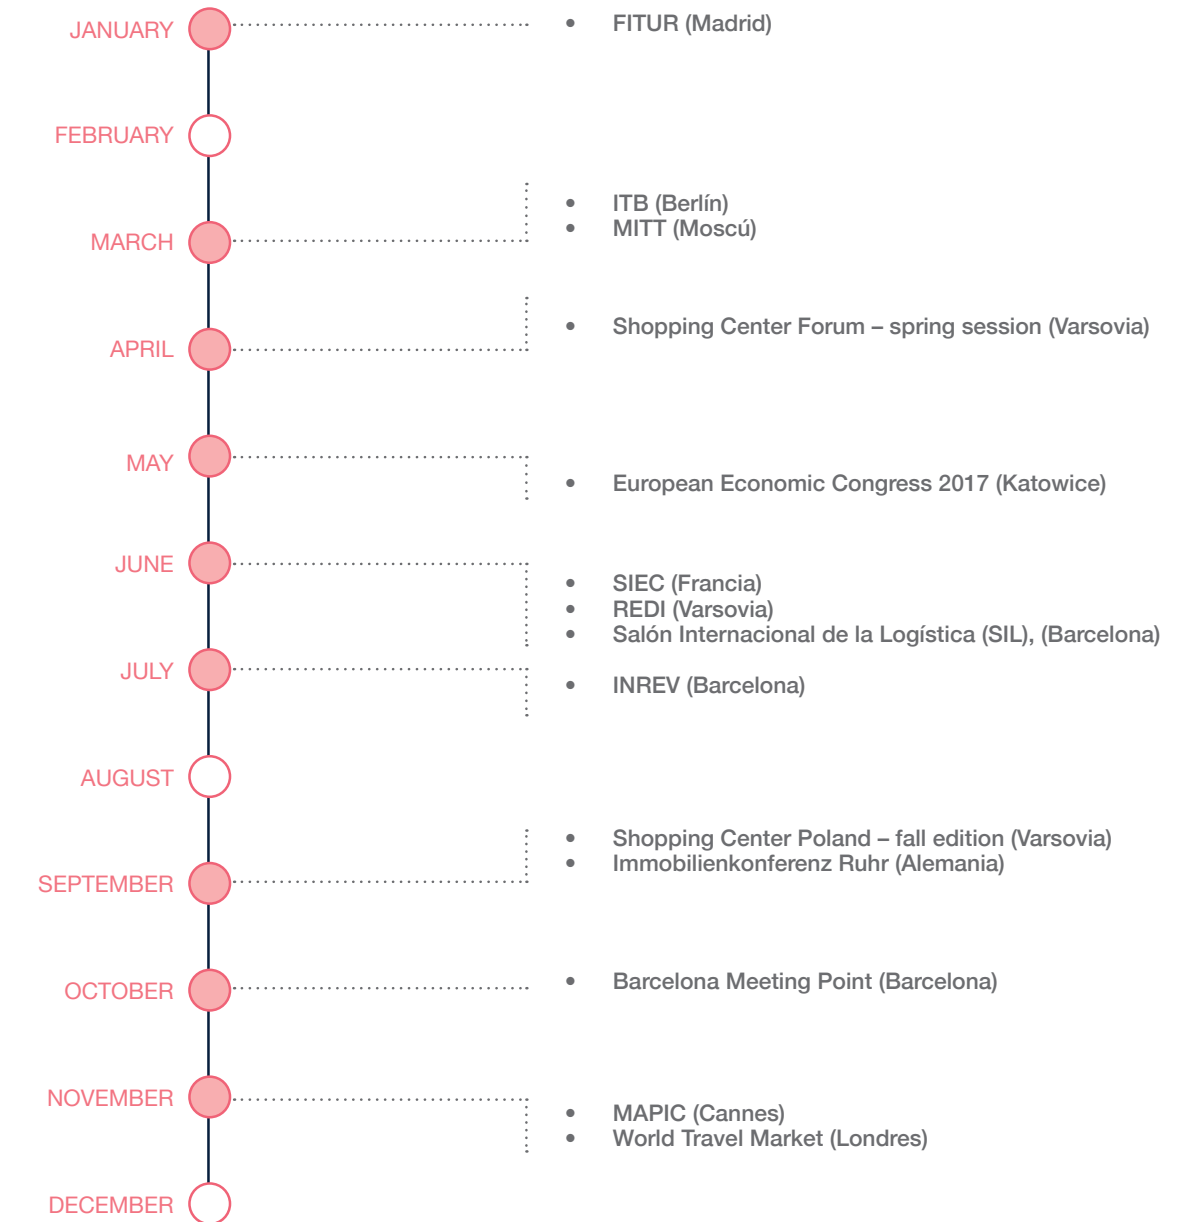 JANUARY
• FITUR (Madrid)
FEBRUARY
• ITB (Berlín)
• MITT (Moscú)
MARCH
• Shopping Center Forum – spring session (Varsovia)
APRIL
MAY
• European Economic Congress 2017 (Katowice)
JUNE
• SIEC (Francia)
• REDI (Varsovia)
• Salón Internacional de la Logística (SIL), (Barcelona)
JULY
• INREV (Barcelona)
AUGUST
• Shopping Center Poland – fall edition (Varsovia)
• Immobilienkonferenz Ruhr (Alemania)
SEPTEMBER
OCTOBER
• Barcelona Meeting Point (Barcelona)
NOVEMBER
• MAPIC (Cannes)
• World Travel Market (Londres)
DECEMBER